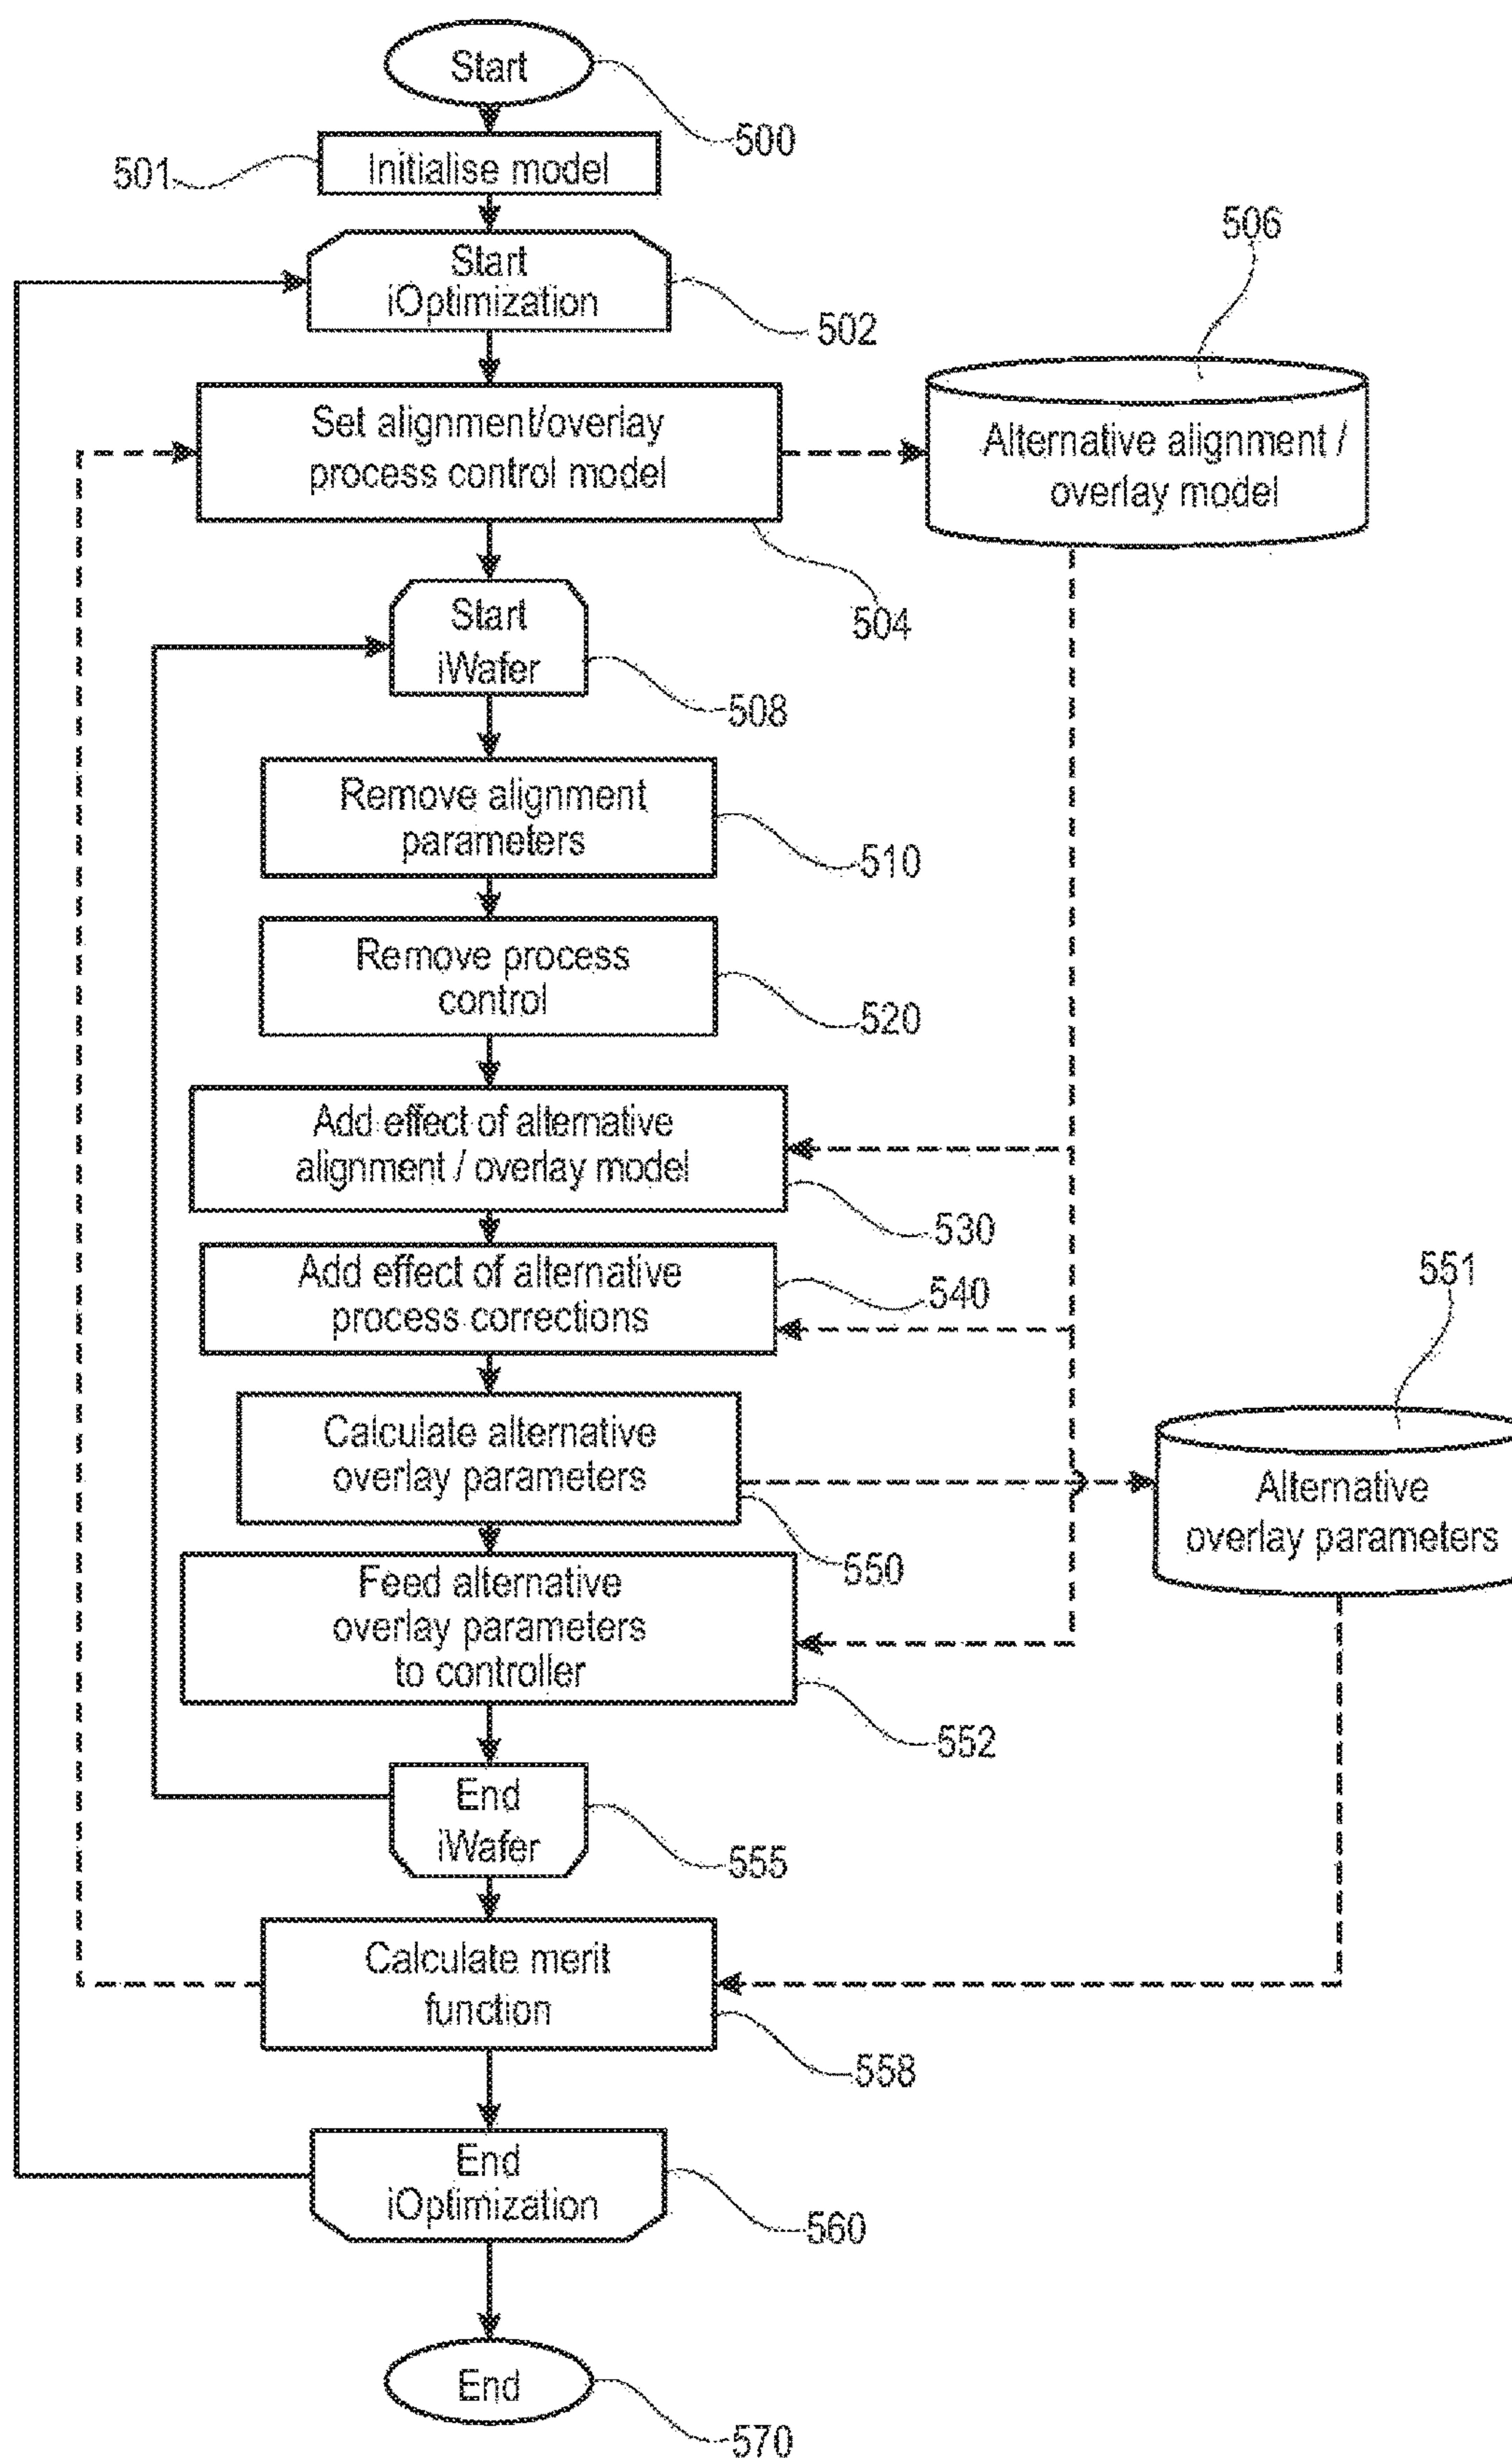 Start
500
501
Initialise model
506
Start
iOptimization
502
Set alignment/overlay
process control model
Alternative alignment /
overlay model
504
Start
iWafer
508
Remove alignment
parameters
510
Remove process
control
520
Add effect of alternative
alignment / overlay model
530
Add effect of alternative
process corrections
540
551
Calculate alternative
overlay parameters
550
Alternative
overlay parameters
Feed alternative
overlay parameters
to controller
552
End
iWafer
555
Calculate merit
function
558
End
iOptimization
560
End
570